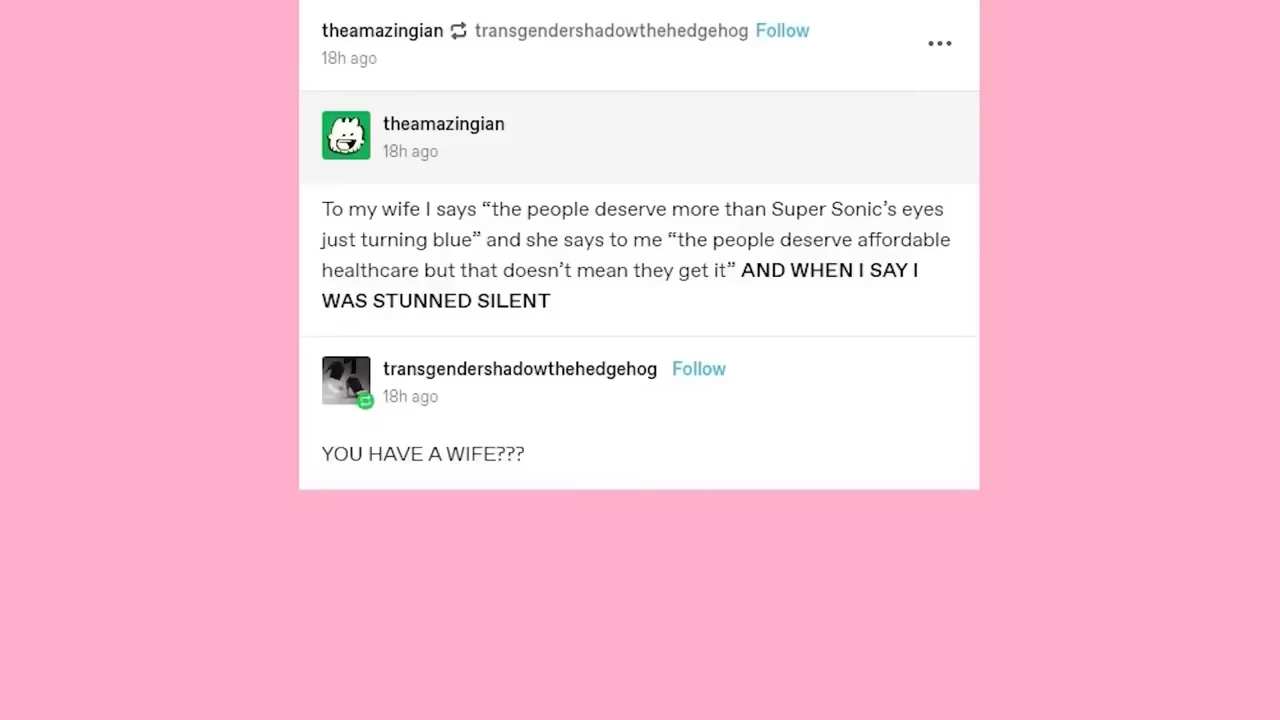 theamazingian transgendershadowthehedgehog Follow
18h ago
theamazingian
18h ago
To my wife I says “the people deserve more than Super Sonic’s eyes
just turning blue” and she says to me “the people deserve affordable
healthcare but that doesn’t mean they get it” AND WHEN I SAY I
WAS STUNNED SILENT
transgendershadowthehedgehog Follow
18h ago
YOU HAVE A WIFE???